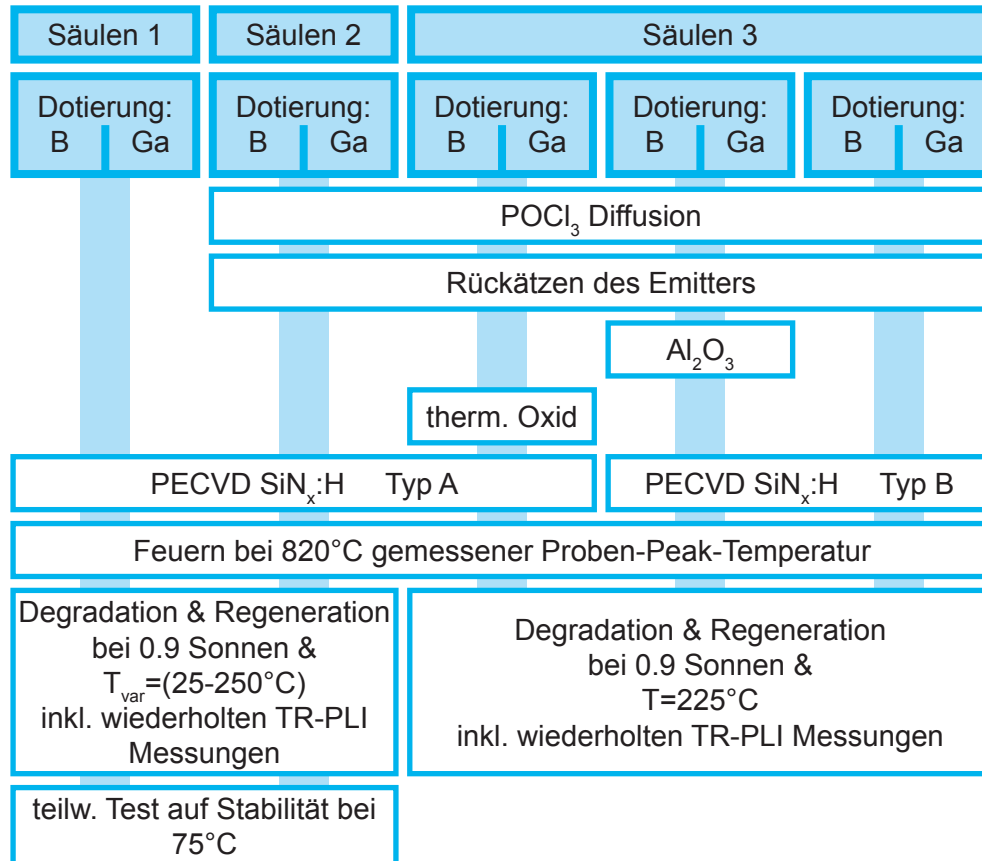 Säulen 1
Säulen 2
Säulen 3
Dotierung:
B Ga
Dotierung:
B Ga
Dotierung:
B Ga
Dotierung:
B Ga
Dotierung:
B Ga
POCl₃ Diffusion
Rückätzen des Emitters
Al₂O₃
therm. Oxid
PECVD SiNₓ:H Typ A
PECVD SiNₓ:H Typ B
Feuern bei 820°C gemessener Proben-Peak-Temperatur
Degradation & Regeneration
bei 0.9 Sonnen &
T_var=(25-250°C)
inkl. wiederholten TR-PLI
Messungen
Degradation & Regeneration
bei 0.9 Sonnen &
T=225°C
inkl. wiederholten TR-PLI Messungen
teilw. Test auf Stabilität bei
75°C